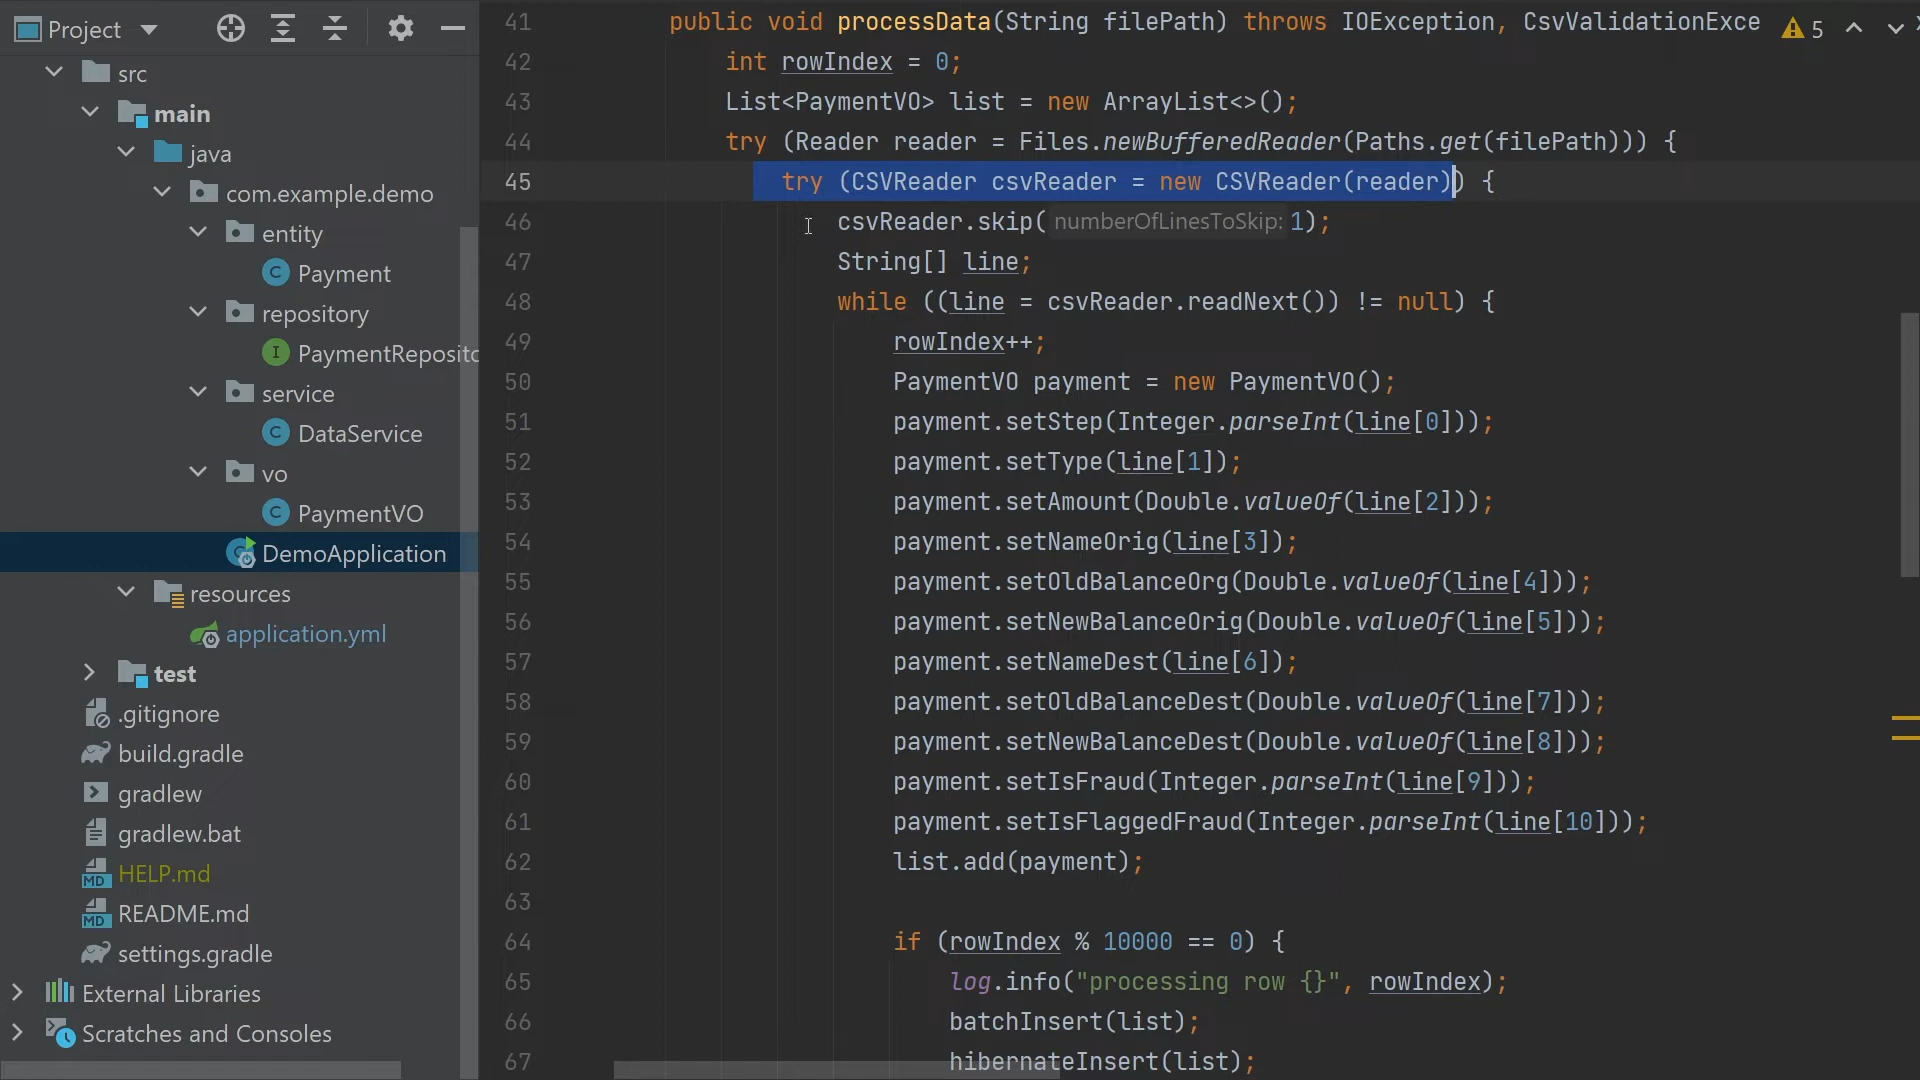 Project
src
main
java
com.example.demo
entity
Payment
repository
PaymentReposito
service
DataService
vo
PaymentVO
DemoApplication
resources
application.yml
test
.gitignore
build.gradle
gradlew
gradlew.bat
HELP.md
README.md
settings.gradle
External Libraries
Scratches and Consoles
5
41 public void processData(String filePath) throws IOException, CsvValidationExce
42 int rowIndex = 0;
43 List<PaymentVO> list = new ArrayList<>();
44 try (Reader reader = Files.newBufferedReader(Paths.get(filePath))) {
45 try (CSVReader csvReader = new CSVReader(reader)) {
46 csvReader.skip( numberOfLinesToSkip: 1);
47 String[] line;
48 while ((line = csvReader.readNext()) != null) {
49 rowIndex++;
50 PaymentVO payment = new PaymentVO();
51 payment.setStep(Integer.parseInt(line[0]));
52 payment.setType(line[1]);
53 payment.setAmount(Double.valueOf(line[2]));
54 payment.setNameOrig(line[3]);
55 payment.setOldBalanceOrg(Double.valueOf(line[4]));
56 payment.setNewBalanceOrig(Double.valueOf(line[5]));
57 payment.setNameDest(line[6]);
58 payment.setOldBalanceDest(Double.valueOf(line[7]));
59 payment.setNewBalanceDest(Double.valueOf(line[8]));
60 payment.setIsFraud(Integer.parseInt(line[9]));
61 payment.setIsFlaggedFraud(Integer.parseInt(line[10]));
62 list.add(payment);
63
64 if (rowIndex % 10000 == 0) {
65 log.info("processing row {}", rowIndex);
66 batchInsert(list);
67 hibernateInsert(list);